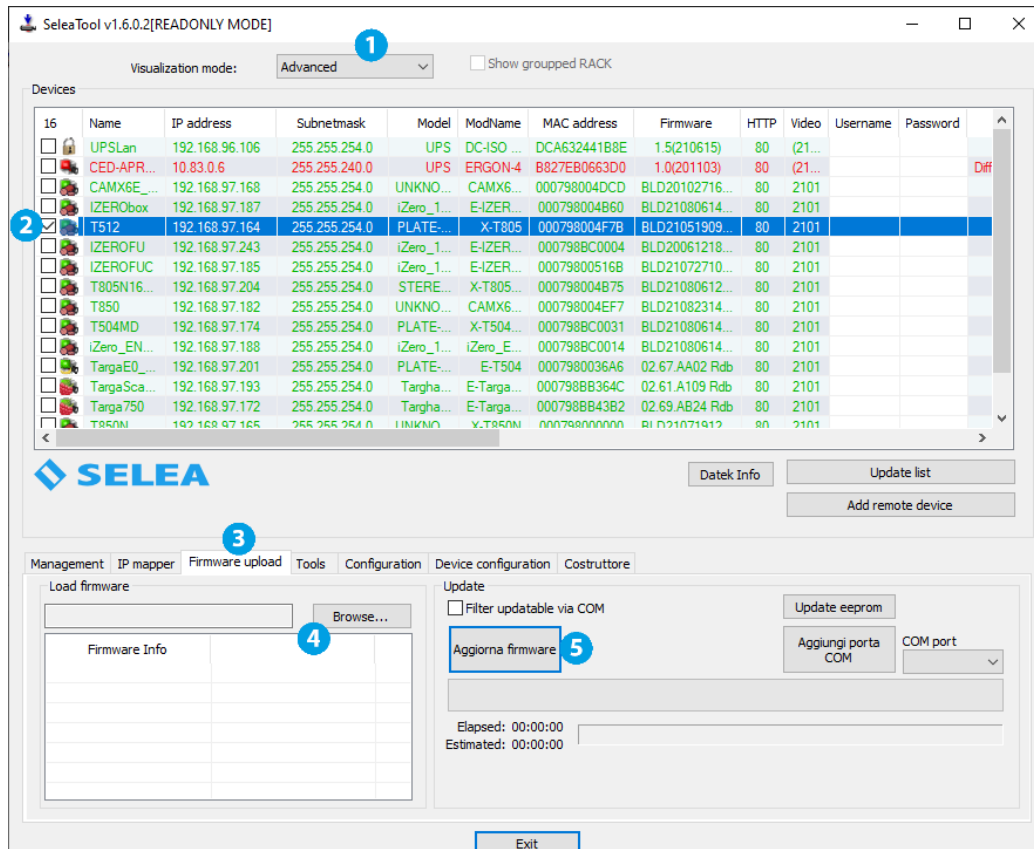 SeleaTool v1.6.0.2[READONLY MODE]
1
Visualization mode: Advanced Show groupped RACK
Devices
16 Name IP address Subnetmask Model ModName MAC address Firmware HTTP Video Username Password
UPSLan 192.168.96.106 255.255.254.0 UPS DC-ISO ... DCA632441B8E 1.5(210615) 80 (21...
CED-APR... 10.83.0.6 255.255.240.0 UPS ERGON-4 B827EB0663D0 1.0(201103) 80 (21... Diff
CAMX6E_... 192.168.97.168 255.255.254.0 UNKNO... CAMX6... 000798004DCD BLD20102716... 80 2101
IZERObox 192.168.97.187 255.255.254.0 iZero_1... E-IZER... 000798004B60 BLD21080614... 80 2101
2 T512 192.168.97.164 255.255.254.0 PLATE-... X-T805 000798004F7B BLD21051909... 80 2101
IZEROFU 192.168.97.243 255.255.254.0 iZero_1... E-IZER... 000798BC0004 BLD20061218... 80 2101
IZEROFUC 192.168.97.185 255.255.254.0 iZero_1... E-IZER... 00079800516B BLD21072710... 80 2101
T805N16... 192.168.97.204 255.255.254.0 STERE... X-T805... 000798004B75 BLD21080612... 80 2101
T850 192.168.97.182 255.255.254.0 UNKNO... CAMX6... 000798004EF7 BLD21082314... 80 2101
T504MD 192.168.97.174 255.255.254.0 PLATE-... X-T504... 000798BC0031 BLD21080614... 80 2101
iZero_EN... 192.168.97.188 255.255.254.0 iZero_1... iZero_E... 000798BC0014 BLD21080614... 80 2101
TargaE0_... 192.168.97.201 255.255.254.0 PLATE-... E-T504 0007980036A6 02.67.AA02 Rdb 80 2101
TargaSca... 192.168.97.193 255.255.254.0 Targha... E-Targa... 000798BB364C 02.61.A109 Rdb 80 2101
Targa750 192.168.97.172 255.255.254.0 Targha... E-Targa... 000798BB43B2 02.69.AB24 Rdb 80 2101
T850N 192.168.97.165 255.255.254.0 UNKNO... X-T850N 000798000000 BLD21071912... 80 2101
SELEA
Datek Info Update list
Add remote device
3
Management IP mapper Firmware upload Tools Configuration Device configuration Costruttore
Load firmware
Browse...
4
Firmware Info
Update
Filter updatable via COM Update eeprom
Aggiorna firmware 5 Aggiungi porta COM COM port
Elapsed: 00:00:00
Estimated: 00:00:00
Exit